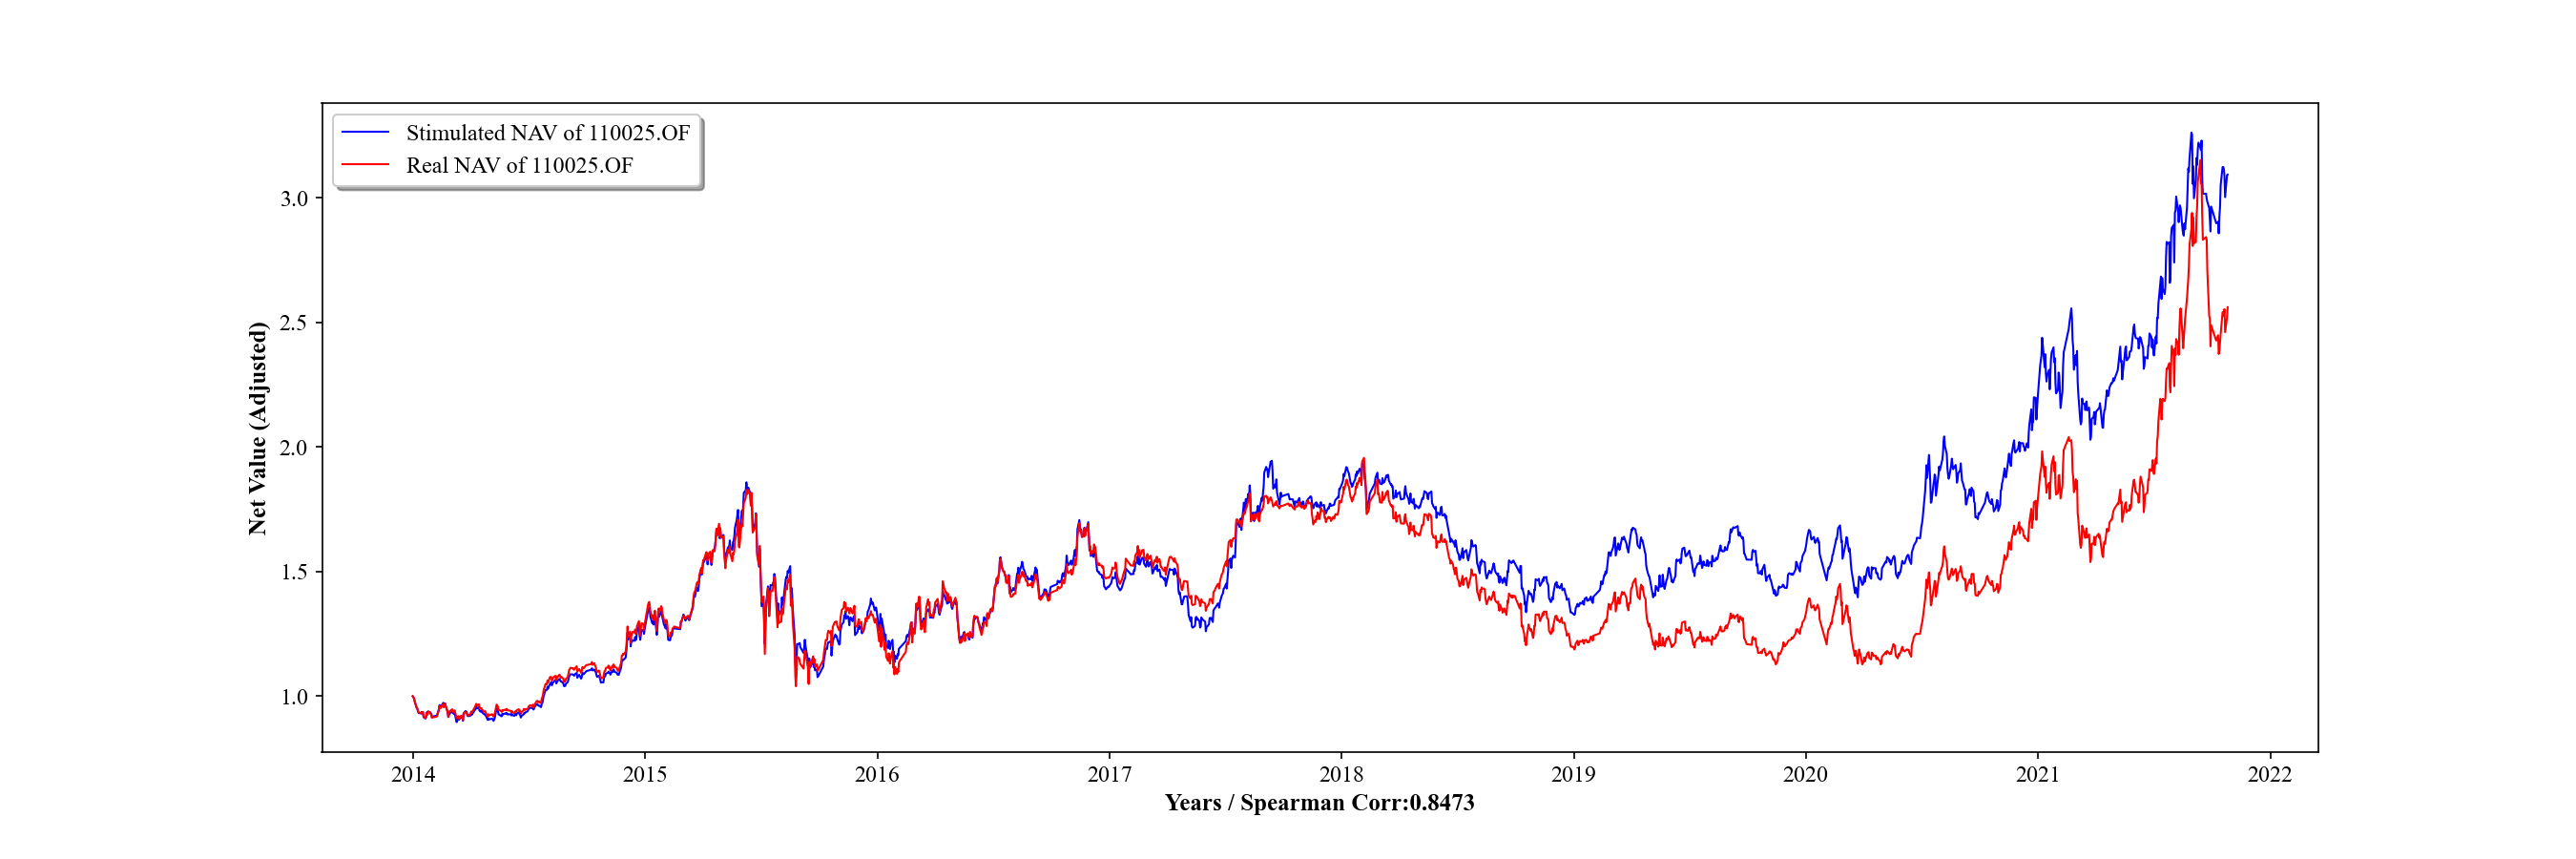 Stimulated NAV of 110025.OF
Real NAV of 110025.OF
3.0
2.5
2.0
1.5
1.0
Net Value (Adjusted)
2014 2015 2016 2017 2018 2019 2020 2021 2022
Years / Spearman Corr:0.8473